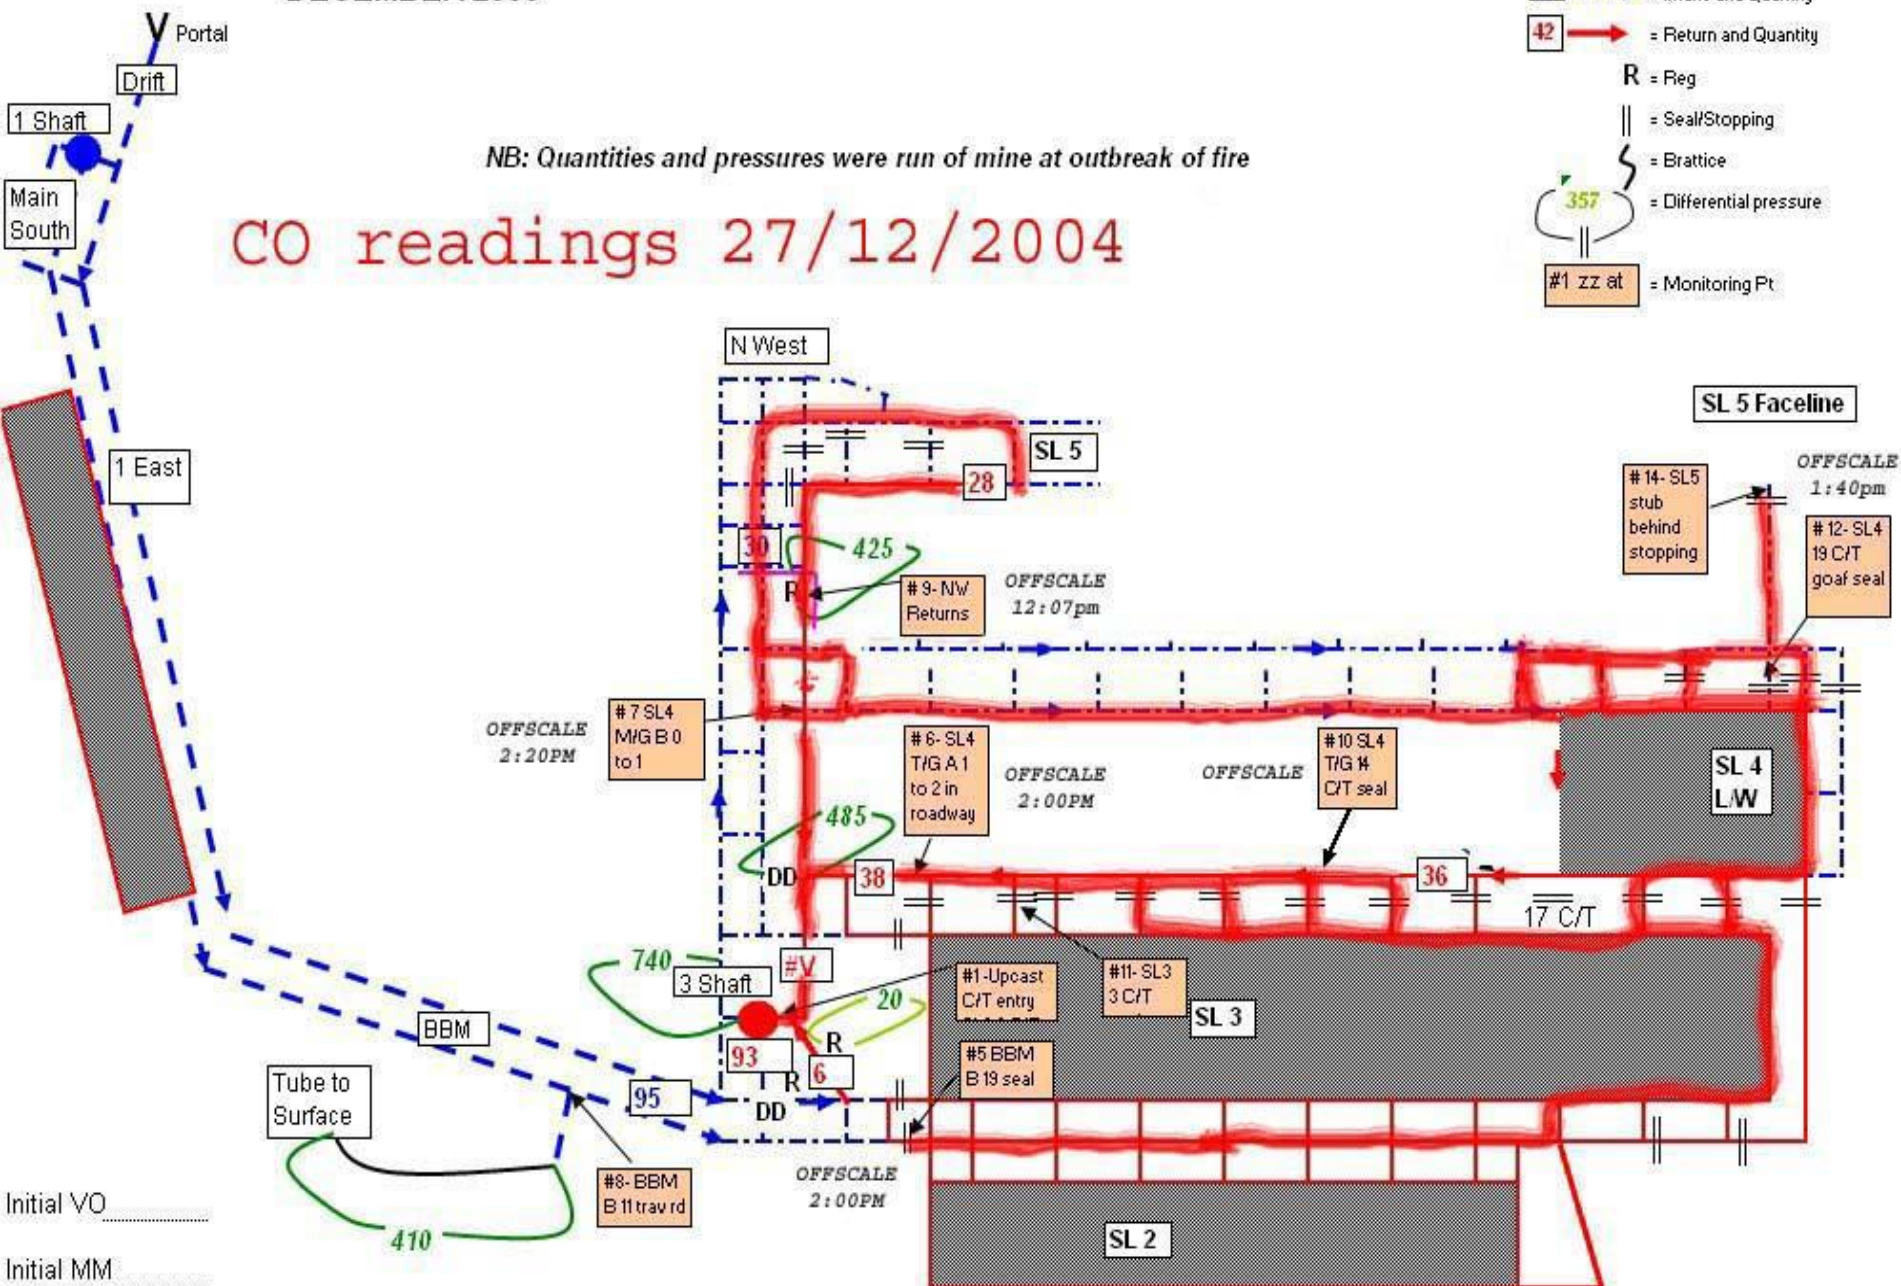 V Portal
Drift
1 Shaft
Main
South
42 = Return and Quantity
R = Reg
= Seal/Stopping
= Brattice
357 = Differential pressure
#1 zz at = Monitoring Pt
NB: Quantities and pressures were run of mine at outbreak of fire
CO readings 27/12/2004
N West
SL 5 Faceline
1 East
SL 5
28
# 14- SL5
stub
behind
stopping
OFFSCALE
1:40pm
# 12- SL4
19 C/T
goaf seal
30
425
R
# 9- NW
Returns
OFFSCALE
12:07pm
OFFSCALE
2:20PM
# 7 SL4
M/G B 0
to 1
# 6- SL4
T/G A 1
to 2 in
roadway
OFFSCALE
2:00PM
OFFSCALE
#10 SL4
T/G 14
C/T seal
SL 4
L/W
485
DD
38
36
17 C/T
740
3 Shaft
#V
#1-Upcast
C/T entry
20
#11- SL3
3 C/T
SL 3
BBM
93
R
R
6
#5 BBM
B 19 seal
Tube to
Surface
95
DD
#8- BBM
B 11 trav rd
OFFSCALE
2:00PM
410
SL 2
Initial VO
Initial MM